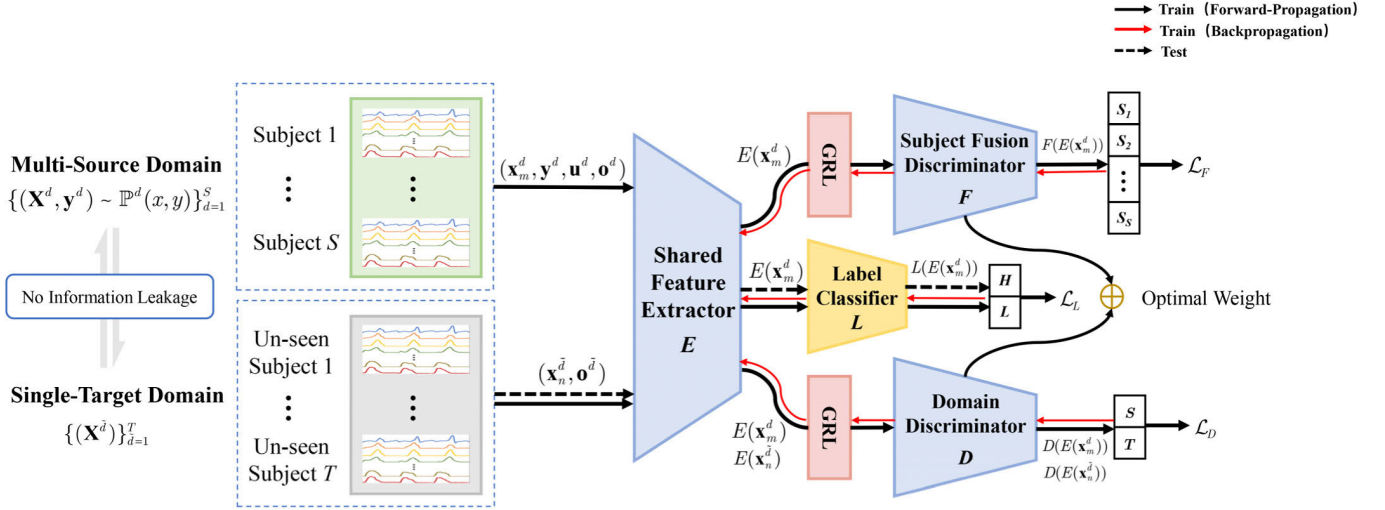 Train (Forward-Propagation)
Train (Backpropagation)
Test
Multi-Source Domain
{(X^d, y^d) ~ ℙ^d(x, y)}_{d=1}^S
No Information Leakage
Single-Target Domain
{(X^{d̃})}_{d̃=1}^T
Subject 1
Subject S
Un-seen
Subject 1
Un-seen
Subject T
(x_m^d, y^d, u^d, o^d)
(x_n^{d̃}, o^{d̃})
Shared
Feature
Extractor
E
E(x_m^d)
GRL
Subject Fusion
Discriminator
F
F(E(x_m^d))
S_1
S_2
S_S
ℒ_F
E(x_m^d)
Label
Classifier
L
L(E(x_m^d))
H
L
ℒ_L
Optimal Weight
E(x_m^d)
E(x_n^{d̃})
GRL
Domain
Discriminator
D
D(E(x_m^d))
D(E(x_n^{d̃}))
S
T
ℒ_D